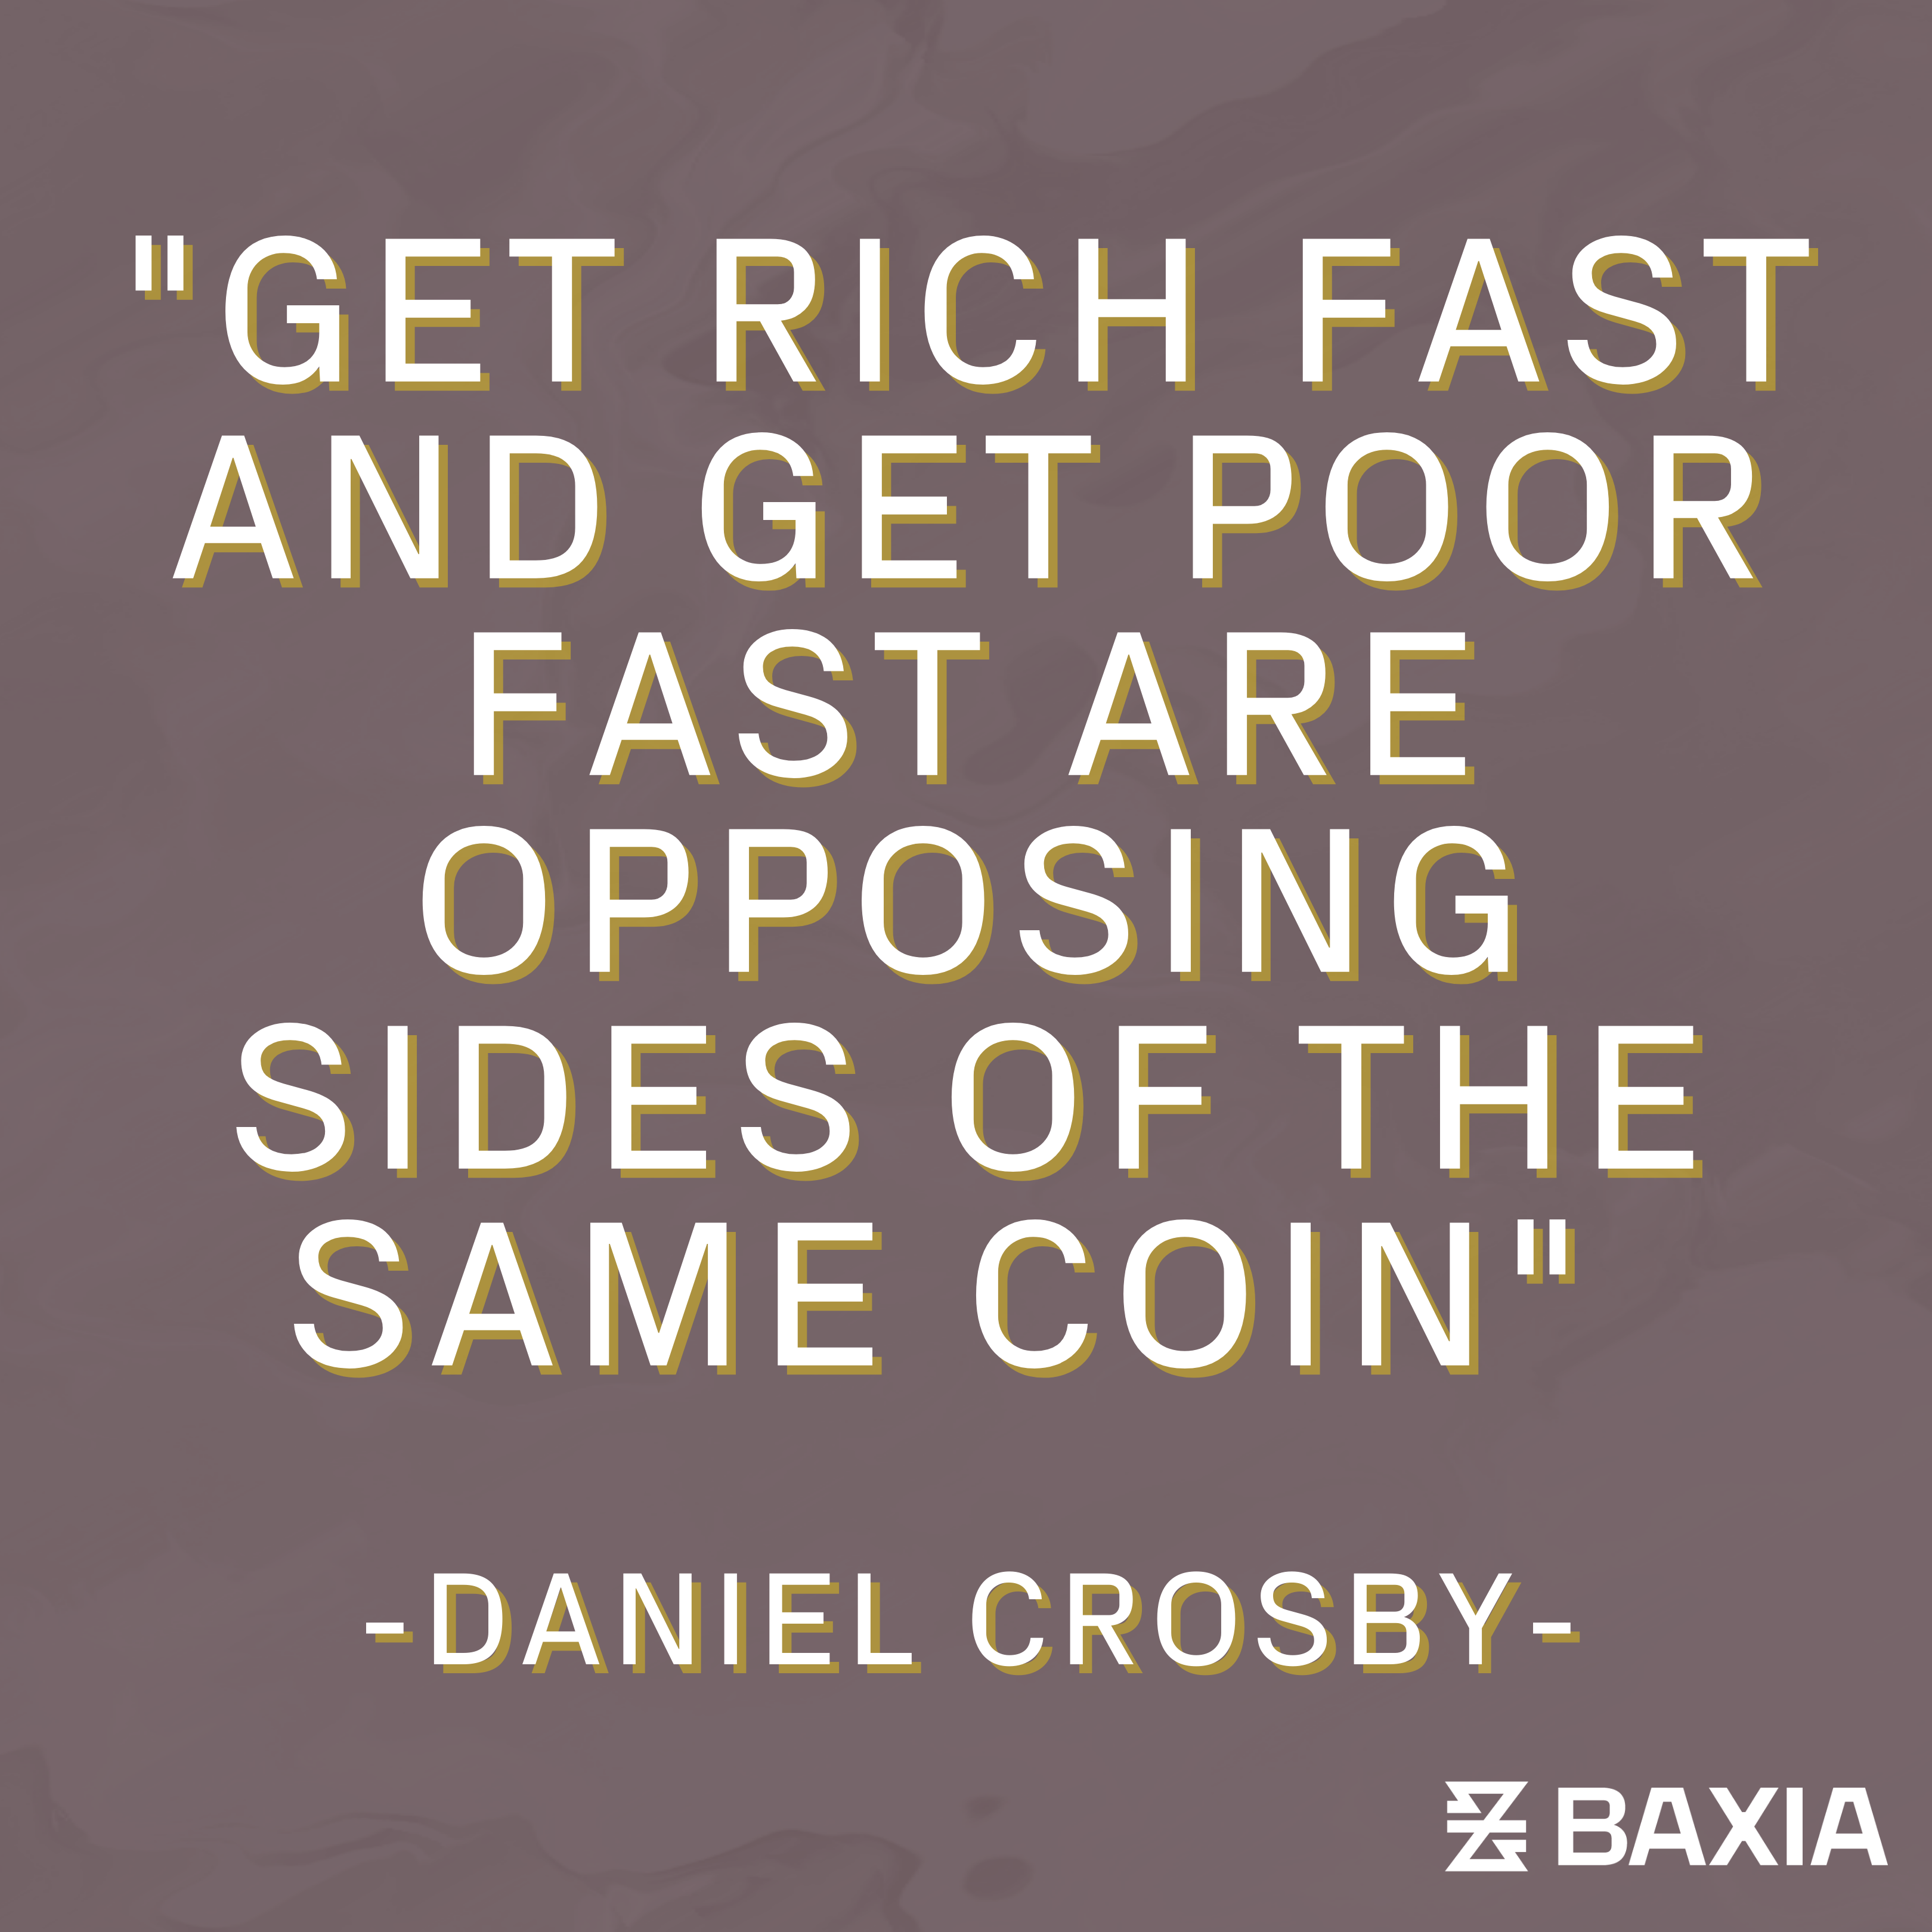 "GET RICH FAST
AND GET POOR
FAST ARE
OPPOSING
SIDES OF THE
SAME COIN"
-DANIEL CROSBY-
BAXIA